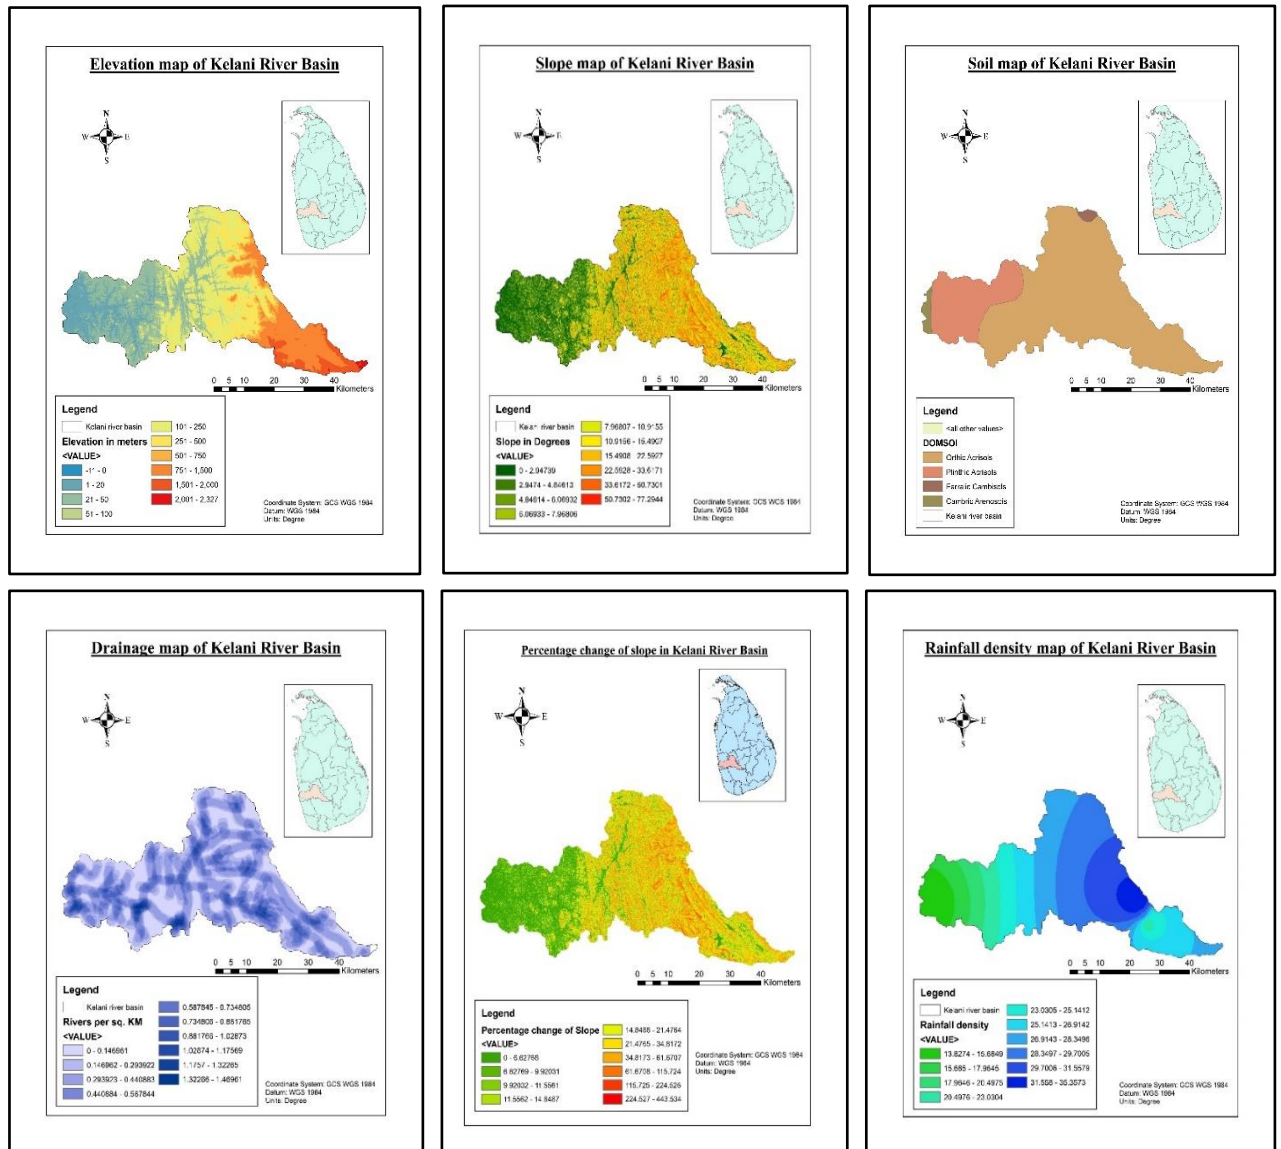 Elevation map of Kelani River Basin
N
W E
S
0 5 10 20 30 40
Kilometers
Legend
Kelani river basin
Elevation in meters
<VALUE>
-11 - 0
1 - 20
21 - 50
51 - 100
101 - 250
251 - 500
501 - 750
751 - 1,500
1,501 - 2,000
2,001 - 2,327
Coordinate System: GCS WGS 1984
Datum: WGS 1984
Units: Degree
Slope map of Kelani River Basin
N
W E
S
0 5 10 20 30 40
Kilometers
Legend
Kelani river basin
Slope in Degrees
<VALUE>
0 - 2.94739
2.9474 - 4.84613
4.84614 - 6.06932
6.06933 - 7.96806
7.96807 - 10.9155
10.9156 - 15.4907
15.4908 - 22.5927
22.5928 - 33.6171
33.6172 - 50.7301
50.7302 - 77.2944
Coordinate System: GCS WGS 1984
Datum: WGS 1984
Units: Degree
Soil map of Kelani River Basin
N
W E
S
0 5 10 20 30 40
Kilometers
Legend
<all other values>
DOMSOI
Orthic Acrisols
Plinthic Acrisols
Ferralic Cambisols
Cambric Arenosols
Kelani river basin
Coordinate System: GCS WGS 1984
Datum: WGS 1984
Units: Degree
Drainage map of Kelani River Basin
N
W E
S
0 5 10 20 30 40
Kilometers
Legend
Kelani river basin
Rivers per sq. KM
<VALUE>
0 - 0.146961
0.146962 - 0.293922
0.293923 - 0.440883
0.440884 - 0.587844
0.587845 - 0.734805
0.734806 - 0.881765
0.881766 - 1.02873
1.02874 - 1.17569
1.1757 - 1.32265
1.32266 - 1.46961
Coordinate System: GCS WGS 1984
Datum: WGS 1984
Units: Degree
Percentage change of slope in Kelani River Basin
N
W E
S
0 5 10 20 30 40
Kilometers
Legend
Percentage change of Slope
<VALUE>
0 - 6.62768
6.62769 - 9.92031
9.92032 - 11.5561
11.5562 - 14.8487
14.8488 - 21.4764
21.4765 - 34.8172
34.8173 - 61.6707
61.6708 - 115.724
115.725 - 224.526
224.527 - 443.534
Coordinate System: GCS WGS 1984
Datum: WGS 1984
Units: Degree
Rainfall density map of Kelani River Basin
N
W E
S
0 5 10 20 30 40
Kilometers
Legend
Kelani river basin
Rainfall density
<VALUE>
13.8274 - 15.6849
15.685 - 17.9645
17.9646 - 20.4975
20.4976 - 23.0304
23.0305 - 25.1412
25.1413 - 26.9142
26.9143 - 28.3496
28.3497 - 29.7005
29.7006 - 31.5579
31.558 - 35.3573
Coordinate System: GCS WGS 1984
Datum: WGS 1984
Units: Degree